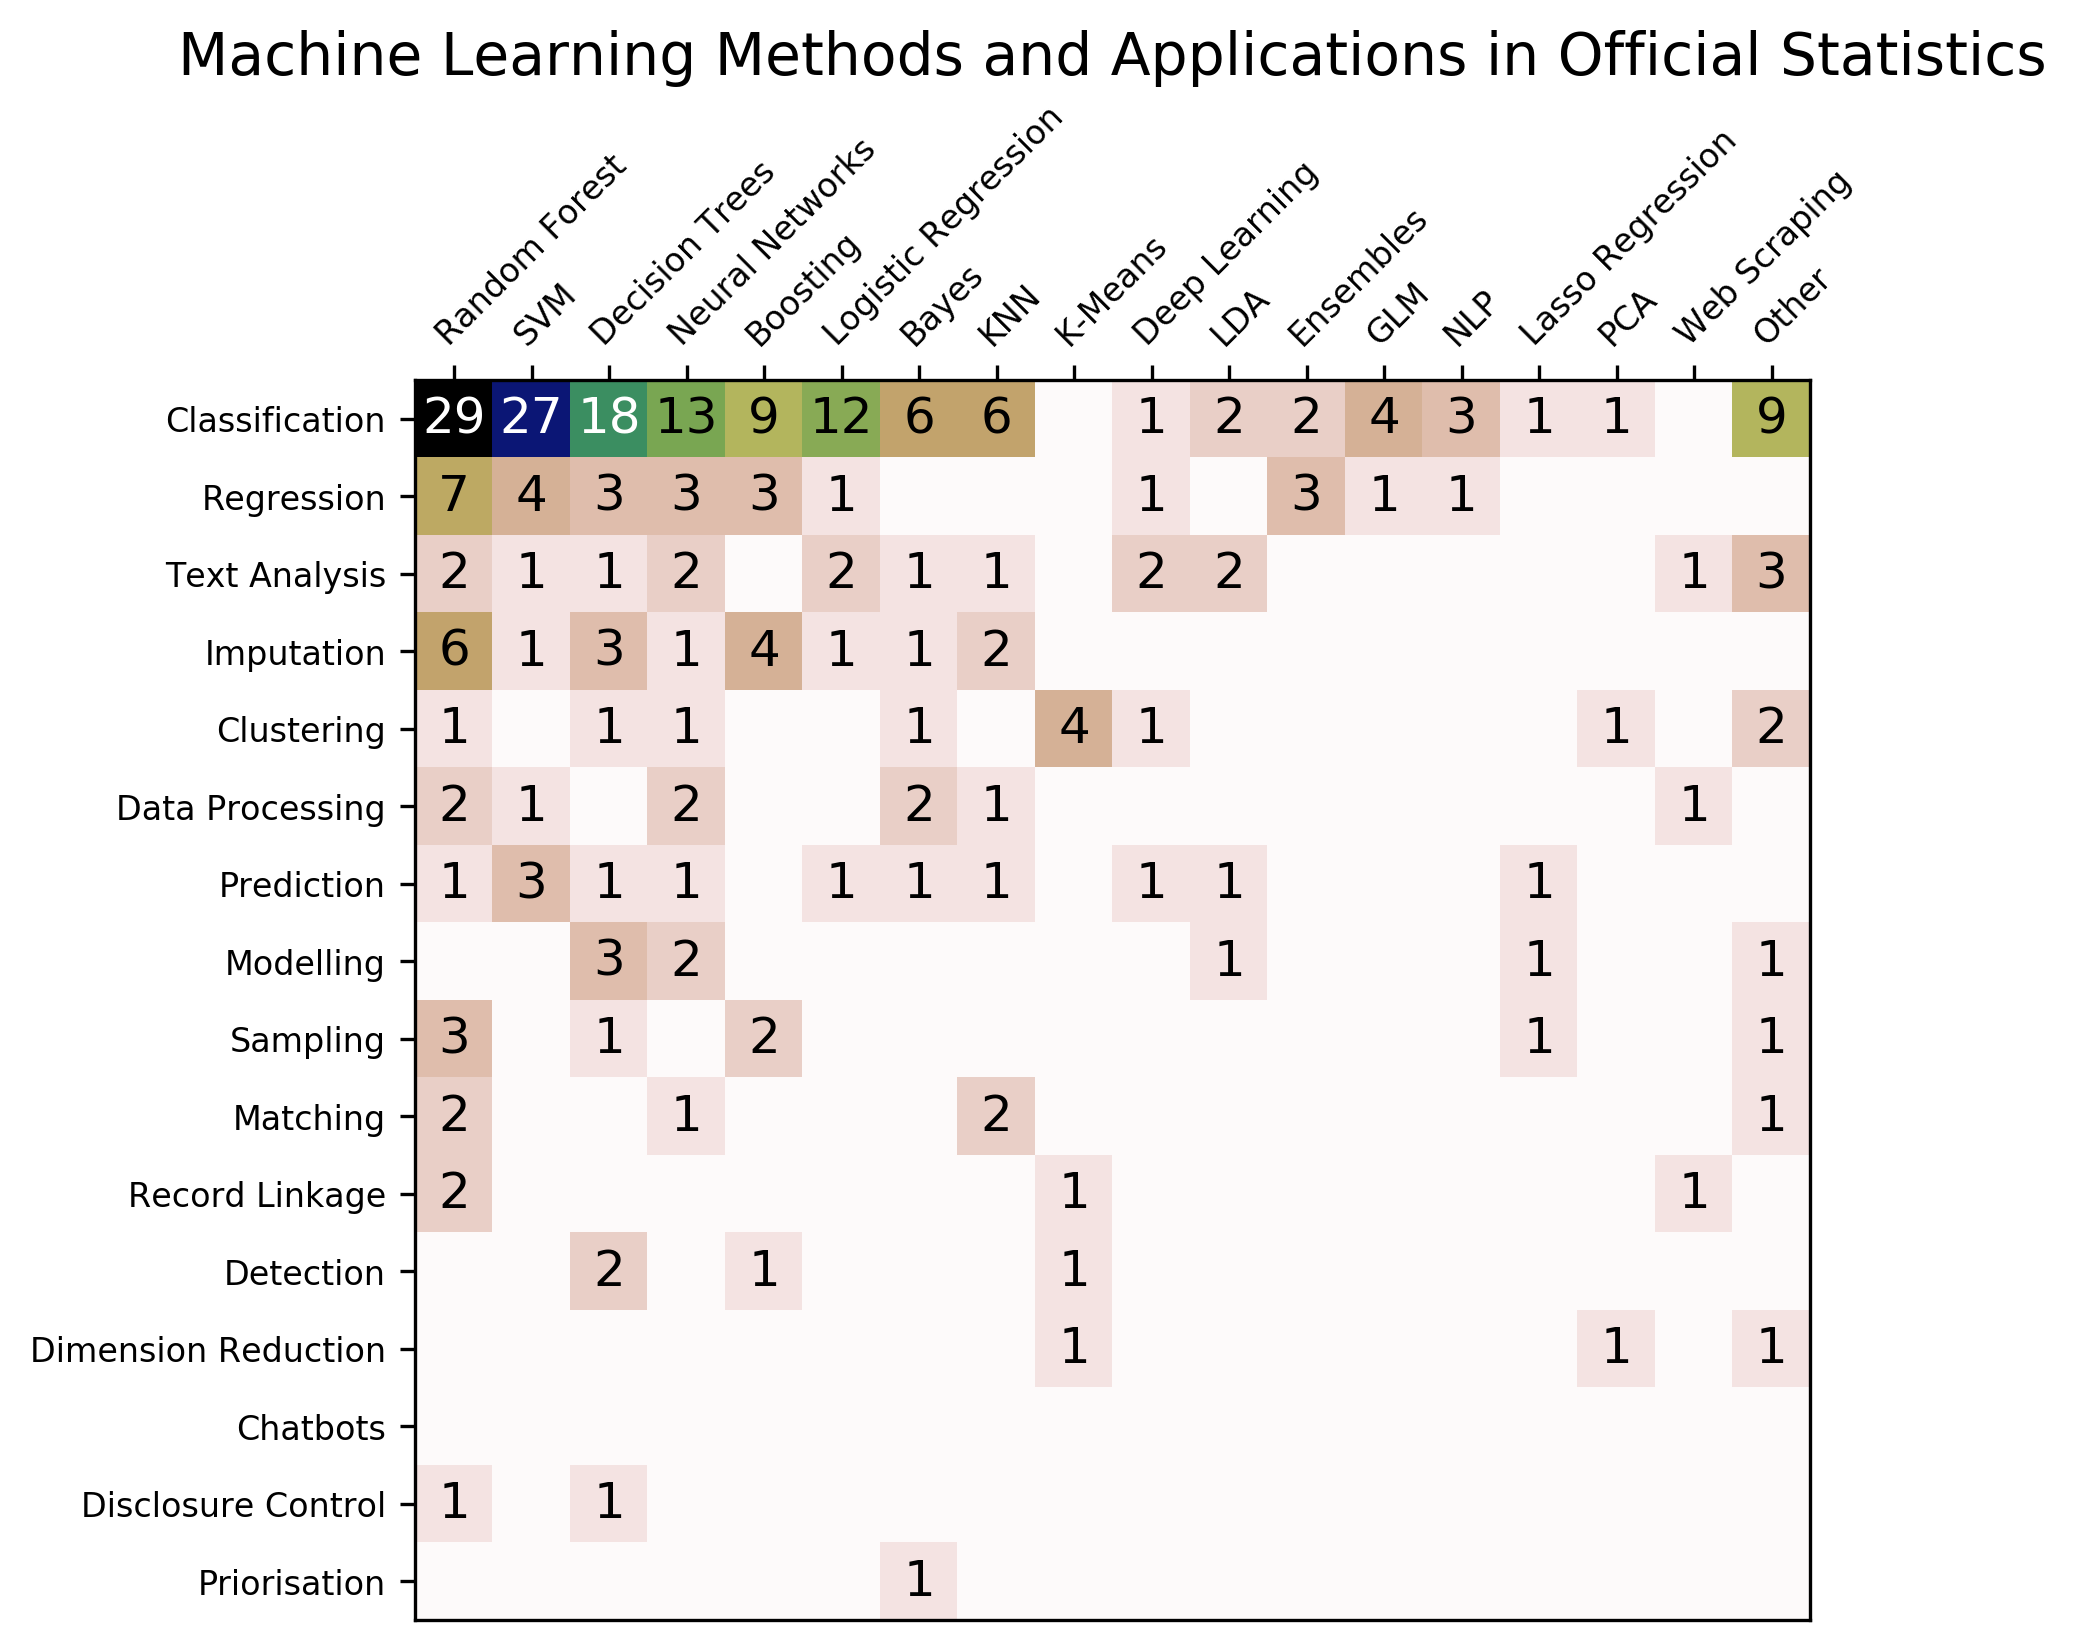 Machine Learning Methods and Applications in Official Statistics
Random Forest
SVM
Decision Trees
Neural Networks
Boosting
Logistic Regression
Bayes
KNN
K-Means
Deep Learning
LDA
Ensembles
GLM
NLP
Lasso Regression
PCA
Web Scraping
Other
Classification 29 27 18 13 9 12 6 6 1 2 2 4 3 1 1 9
Regression 7 4 3 3 3 1 1 3 1 1
Text Analysis 2 1 1 2 2 1 1 2 2 1 3
Imputation 6 1 3 1 4 1 1 2
Clustering 1 1 1 1 4 1 1 2
Data Processing 2 1 2 2 1 1
Prediction 1 3 1 1 1 1 1 1 1 1
Modelling 3 2 1 1 1
Sampling 3 1 2 1 1
Matching 2 1 2 1
Record Linkage 2 1 1
Detection 2 1 1
Dimension Reduction 1 1 1
Chatbots
Disclosure Control 1 1
Priorisation 1